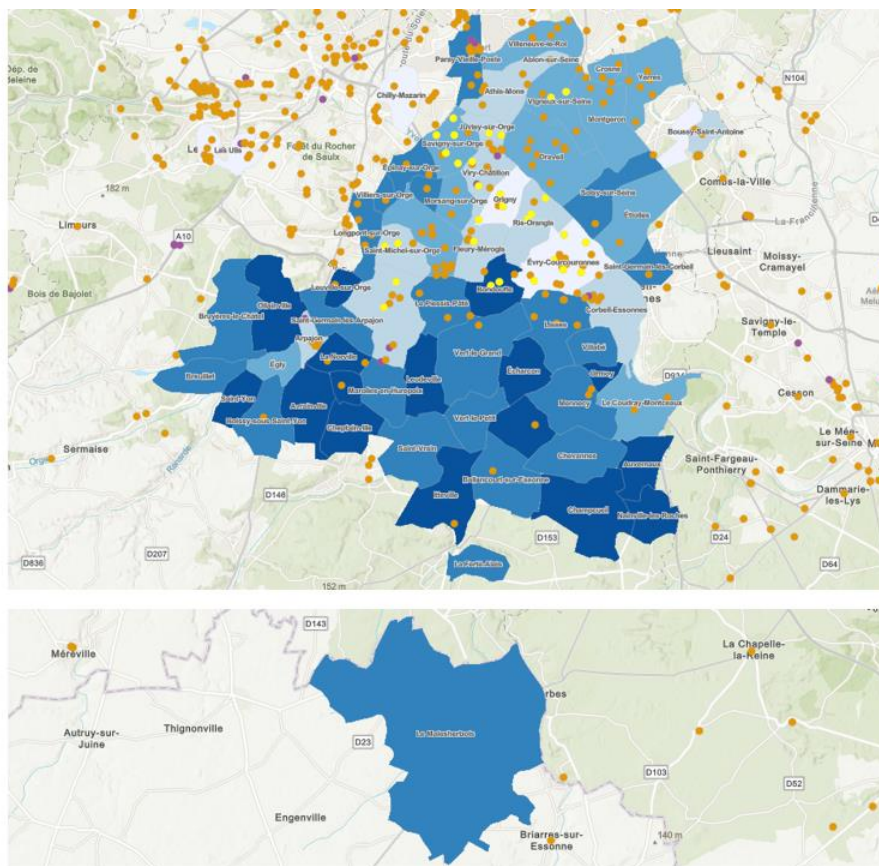 Villeneuve-le-Roi
Paray-Vieille-Poste
Ablon-sur-Seine
Crosne
Yerres
N104
Athis-Mons
Chilly-Mazarin
Vigneux-sur-Seine
Montgeron
Boussy-Saint-Antoine
Juvisy-sur-Orge
Savigny-sur-Orge
Forêt du Rocher
de Saulx
Les Ulis
Draveil
Viry-Châtillon
Épinay-sur-Orge
182 m
Combs-la-Ville
Villiers-sur-Orge
Morsang-sur-Orge
Grigny
Soisy-sur-Seine
Ris-Orangis
Étiolles
La Francilienne
Limours
A10
Longpont-sur-Orge
Saint-Michel-sur-Orge
Fleury-Mérogis
Évry-Courcouronnes
Saint-Germain-lès-Corbeil
Lieusaint
Moissy-
Cramayel
Bois de Bajolet
Leuville-sur-Orge
Bondoufle
Ollainville
Bruyères-le-Châtel
Saint-Germain-lès-Arpajon
Le Plessis-Pâté
Corbeil-Essonnes
Lisses
Savigny-le-
Temple
Arpajon
La Norville
Vert-le-Grand
Villabé
Égly
Breuillet
Marolles-en-Hurepoix
Leudeville
Écharcon
Ormoy
Cesson
Saint-Yon
Avrainville
Mennecy
Le Coudray-Montceaux
Boissy-sous-Saint-Yon
Cheptainville
Vert-le-Petit
Le Mée-
sur-Seine
Sermaise
Saint-Vrain
Chevannes
Saint-Fargeau-
Ponthierry
Auvernaux
Ballancourt-sur-Essonne
Dammarie-
les-Lys
D148
Itteville
Champcueil
Nainville-les-Roches
D836
D207
D153
D24
D64
152 m
La Ferté-Alais
D143
Méréville
La Chapelle-
la-Reine
Thignonville
Autruy-sur-
Juine
D23
Le Malesherbois
D103
D52
Engenville
Briarres-sur-
Essonne
140 m